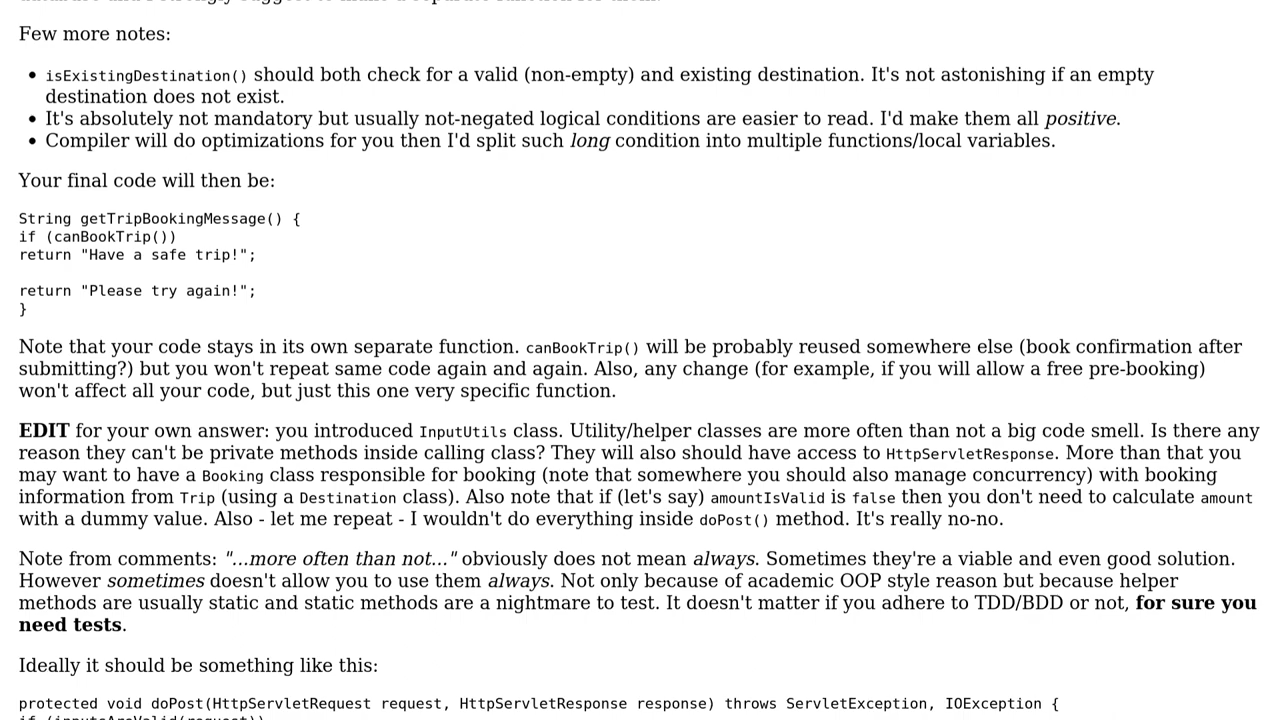 Few more notes:
• isExistingDestination() should both check for a valid (non-empty) and existing destination. It's not astonishing if an empty
destination does not exist.
• It's absolutely not mandatory but usually not-negated logical conditions are easier to read. I'd make them all positive.
• Compiler will do optimizations for you then I'd split such long condition into multiple functions/local variables.
Your final code will then be:
String getTripBookingMessage() {
if (canBookTrip())
return "Have a safe trip!";
return "Please try again!";
}
Note that your code stays in its own separate function. canBookTrip() will be probably reused somewhere else (book confirmation after
submitting?) but you won't repeat same code again and again. Also, any change (for example, if you will allow a free pre-booking)
won't affect all your code, but just this one very specific function.
EDIT for your own answer: you introduced InputUtils class. Utility/helper classes are more often than not a big code smell. Is there any
reason they can't be private methods inside calling class? They will also should have access to HttpServletResponse. More than that you
may want to have a Booking class responsible for booking (note that somewhere you should also manage concurrency) with booking
information from Trip (using a Destination class). Also note that if (let's say) amountIsValid is false then you don't need to calculate amount
with a dummy value. Also - let me repeat - I wouldn't do everything inside doPost() method. It's really no-no.
Note from comments: "...more often than not..." obviously does not mean always. Sometimes they're a viable and even good solution.
However sometimes doesn't allow you to use them always. Not only because of academic OOP style reason but because helper
methods are usually static and static methods are a nightmare to test. It doesn't matter if you adhere to TDD/BDD or not, for sure you
need tests.
Ideally it should be something like this:
protected void doPost(HttpServletRequest request, HttpServletResponse response) throws ServletException, IOException {